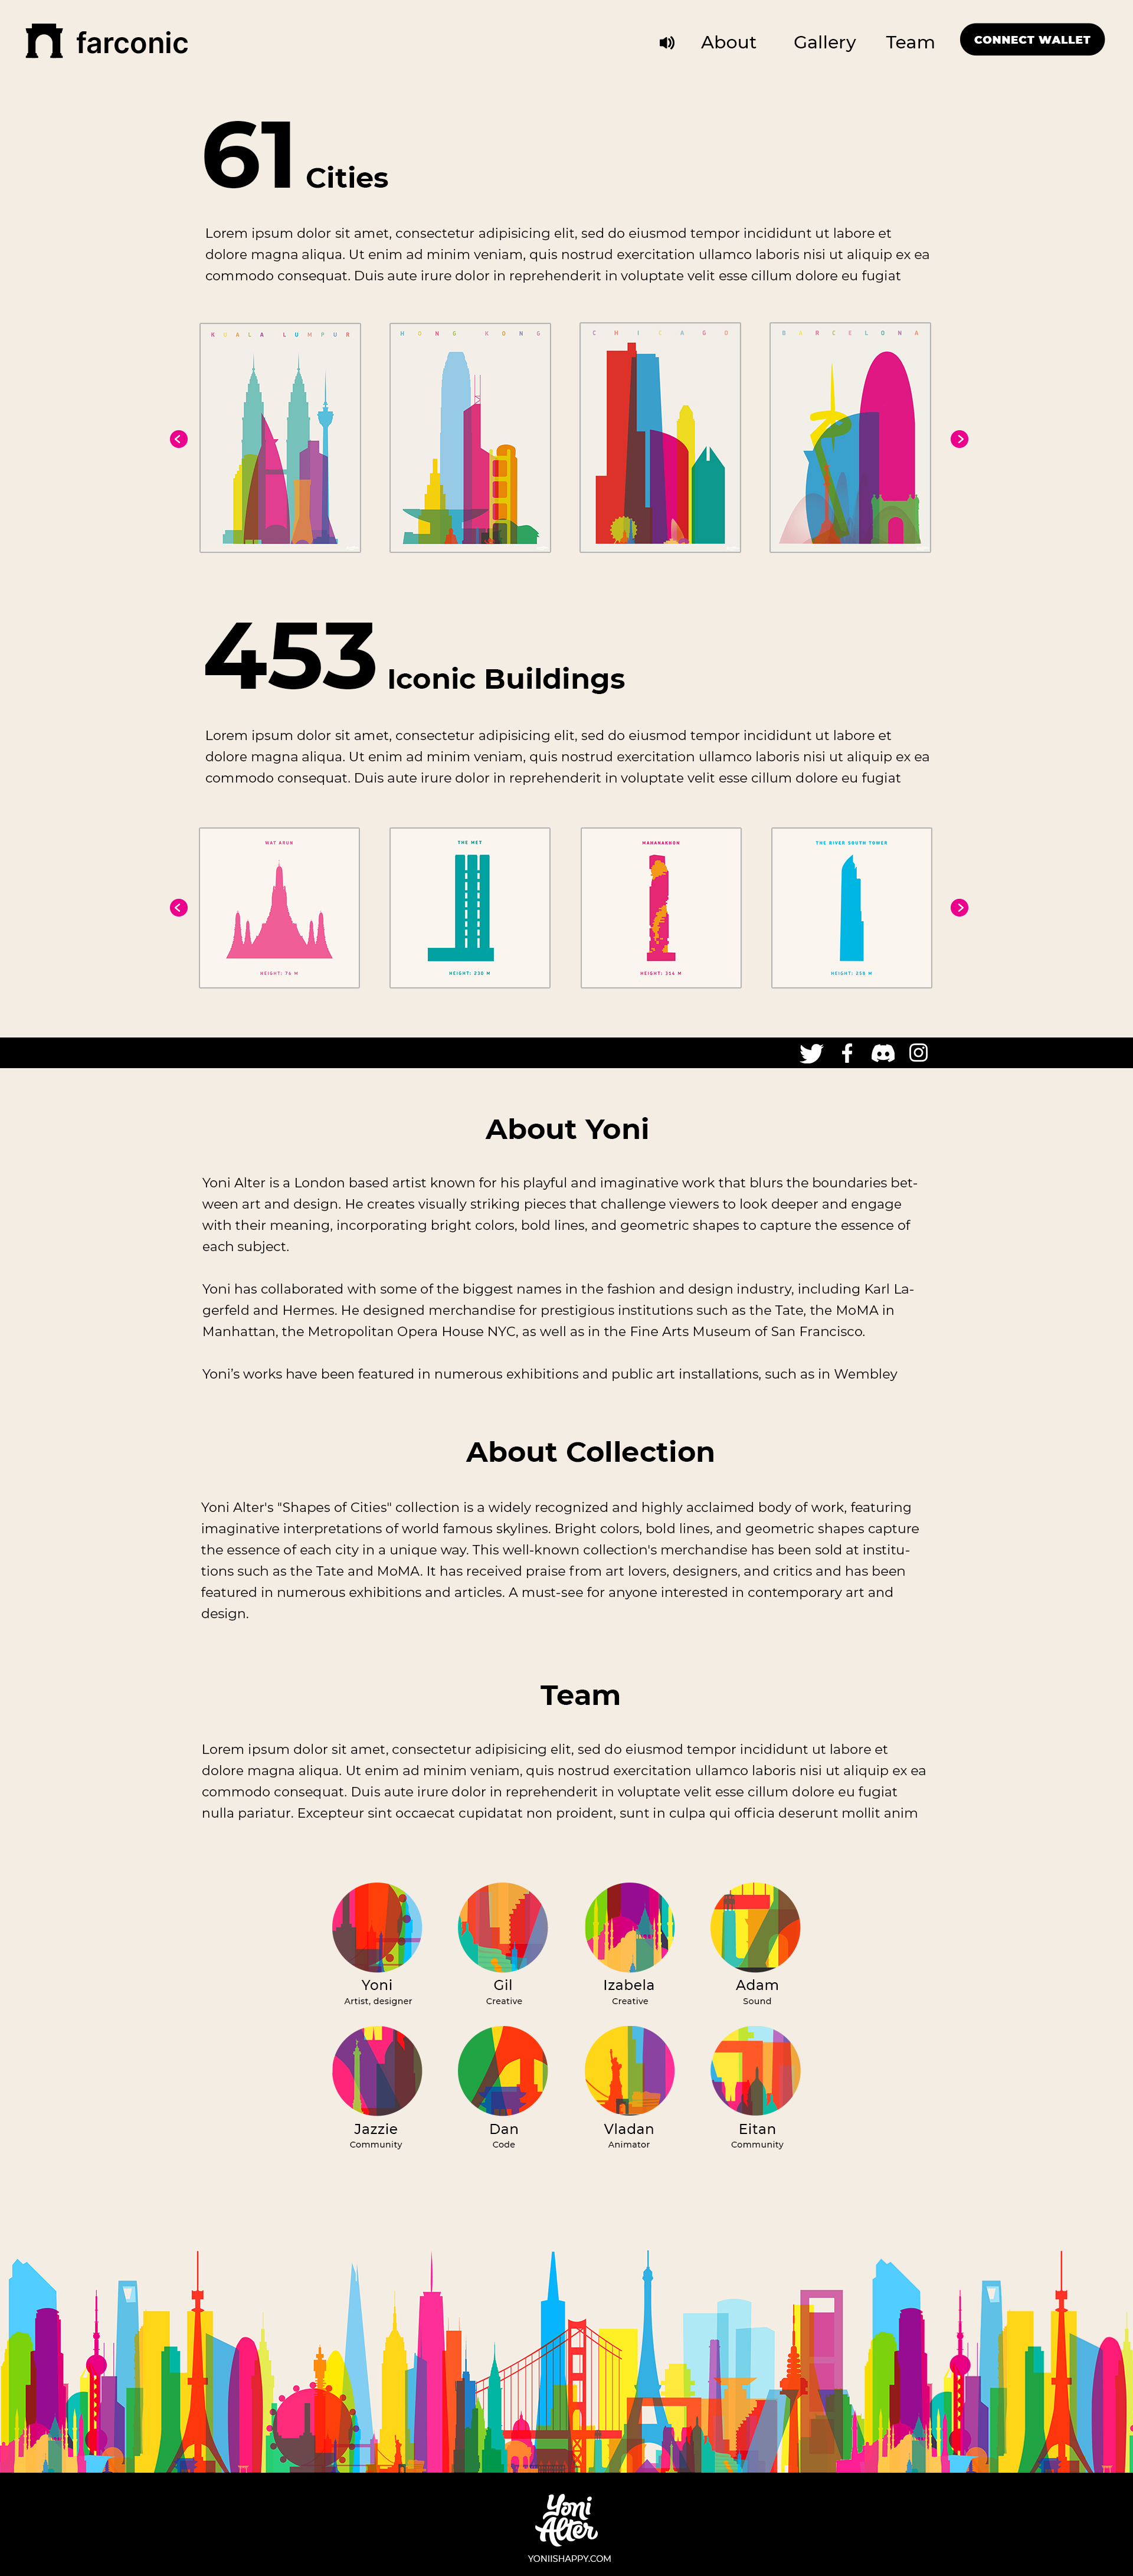 farconic
About
Gallery
Team
CONNECT WALLET
61 Cities
Lorem ipsum dolor sit amet, consectetur adipisicing elit, sed do eiusmod tempor incididunt ut labore et
dolore magna aliqua. Ut enim ad minim veniam, quis nostrud exercitation ullamco laboris nisi ut aliquip ex ea
commodo consequat. Duis aute irure dolor in reprehenderit in voluptate velit esse cillum dolore eu fugiat
KUALA LUMPUR
HONG KONG
CHICAGO
BARCELONA
453 Iconic Buildings
Lorem ipsum dolor sit amet, consectetur adipisicing elit, sed do eiusmod tempor incididunt ut labore et
dolore magna aliqua. Ut enim ad minim veniam, quis nostrud exercitation ullamco laboris nisi ut aliquip ex ea
commodo consequat. Duis aute irure dolor in reprehenderit in voluptate velit esse cillum dolore eu fugiat
WAT ARUN
THE MET
MAHANAKHON
THE RIVER SOUTH TOWER
HEIGHT: 76 M
HEIGHT: 230 M
HEIGHT: 314 M
HEIGHT: 258 M
About Yoni
Yoni Alter is a London based artist known for his playful and imaginative work that blurs the boundaries bet-
ween art and design. He creates visually striking pieces that challenge viewers to look deeper and engage
with their meaning, incorporating bright colors, bold lines, and geometric shapes to capture the essence of
each subject.
Yoni has collaborated with some of the biggest names in the fashion and design industry, including Karl La-
gerfeld and Hermes. He designed merchandise for prestigious institutions such as the Tate, the MoMA in
Manhattan, the Metropolitan Opera House NYC, as well as in the Fine Arts Museum of San Francisco.
Yoni’s works have been featured in numerous exhibitions and public art installations, such as in Wembley
About Collection
Yoni Alter's "Shapes of Cities" collection is a widely recognized and highly acclaimed body of work, featuring
imaginative interpretations of world famous skylines. Bright colors, bold lines, and geometric shapes capture
the essence of each city in a unique way. This well-known collection's merchandise has been sold at institu-
tions such as the Tate and MoMA. It has received praise from art lovers, designers, and critics and has been
featured in numerous exhibitions and articles. A must-see for anyone interested in contemporary art and
design.
Team
Lorem ipsum dolor sit amet, consectetur adipisicing elit, sed do eiusmod tempor incididunt ut labore et
dolore magna aliqua. Ut enim ad minim veniam, quis nostrud exercitation ullamco laboris nisi ut aliquip ex ea
commodo consequat. Duis aute irure dolor in reprehenderit in voluptate velit esse cillum dolore eu fugiat
nulla pariatur. Excepteur sint occaecat cupidatat non proident, sunt in culpa qui officia deserunt mollit anim
Yoni
Artist, designer
Gil
Creative
Izabela
Creative
Adam
Sound
Jazzie
Community
Dan
Code
Vladan
Animator
Eitan
Community
Yoni
Alter
YONIISHAPPY.COM